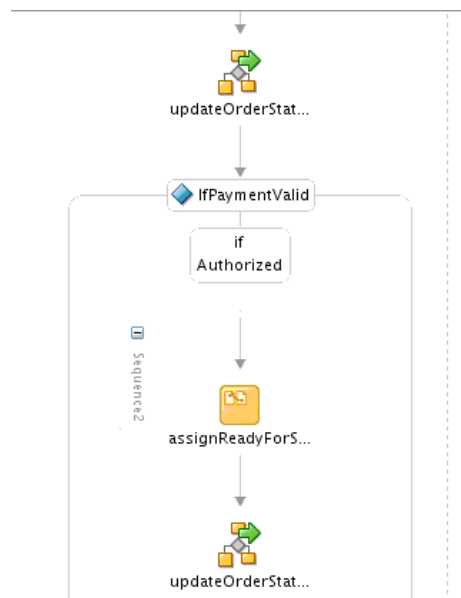 updateOrderStat...
IfPaymentValid
if
Authorized
Sequence2
assignReadyForS...
updateOrderStat...